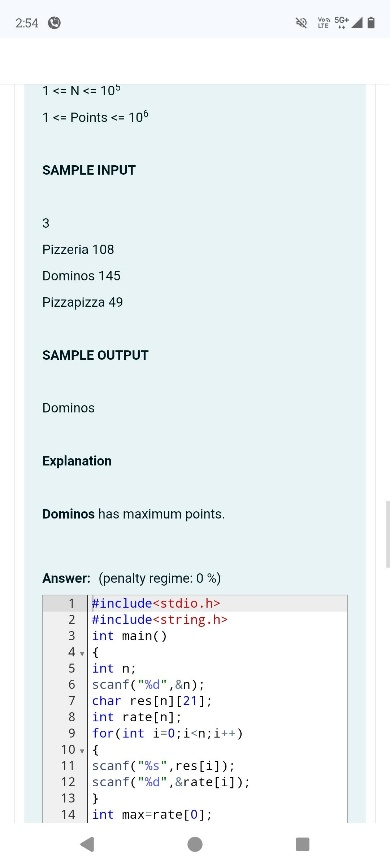 2:54
Vo))
LTE
5G+
1 <= N <= 10⁵
1 <= Points <= 10⁶
SAMPLE INPUT
3
Pizzeria 108
Dominos 145
Pizzapizza 49
SAMPLE OUTPUT
Dominos
Explanation
Dominos has maximum points.
Answer: (penalty regime: 0 %)
1 #include<stdio.h>
2 #include<string.h>
3 int main()
4 {
5 int n;
6 scanf("%d",&n);
7 char res[n][21];
8 int rate[n];
9 for(int i=0;i<n;i++)
10 {
11 scanf("%s",res[i]);
12 scanf("%d",&rate[i]);
13 }
14 int max=rate[0];